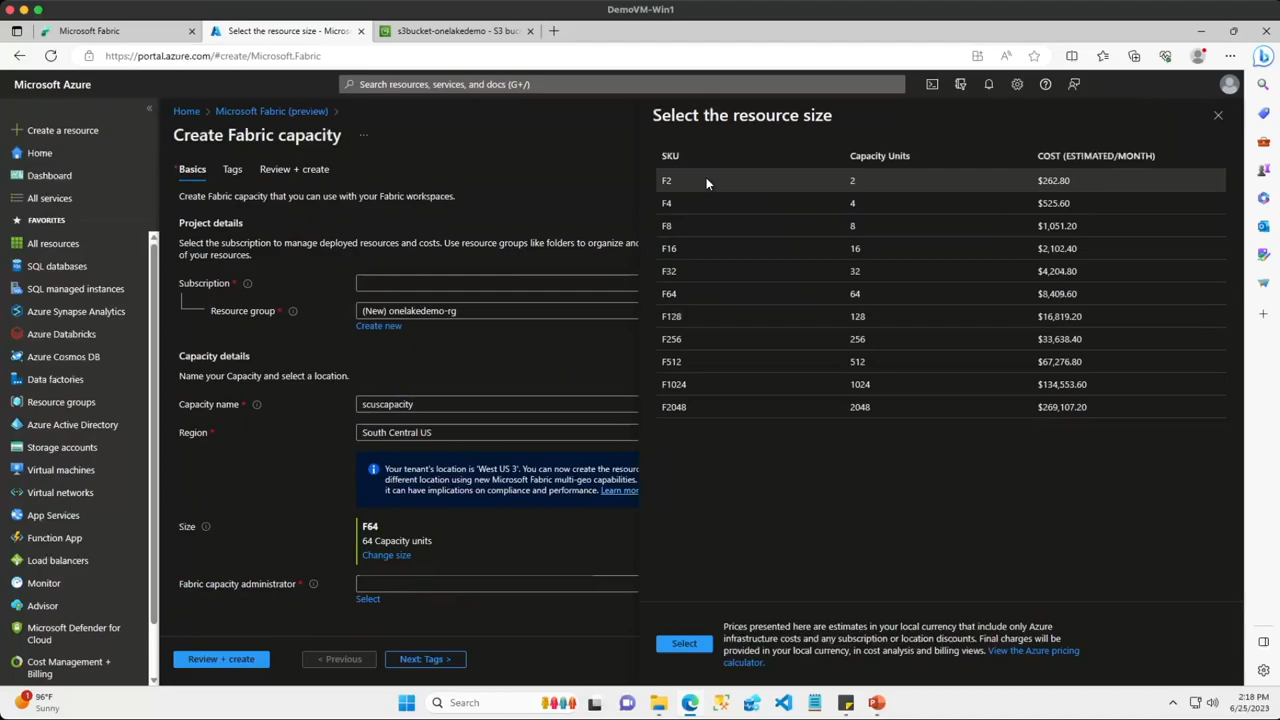 DemoVM-Win1
Microsoft Fabric
Select the resource size - Micros
s3bucket-onelakedemo - S3 buc
https://portal.azure.com/#create/Microsoft.Fabric
Microsoft Azure
Search resources, services, and docs (G+/)
Create a resource
Home
Dashboard
All services
FAVORITES
All resources
SQL databases
SQL managed instances
Azure Synapse Analytics
Azure Databricks
Azure Cosmos DB
Data factories
Resource groups
Azure Active Directory
Storage accounts
Virtual machines
Virtual networks
App Services
Function App
Load balancers
Monitor
Advisor
Microsoft Defender for
Cloud
Cost Management +
Billing
Home > Microsoft Fabric (preview) >
Create Fabric capacity ...
Basics Tags Review + create
Create Fabric capacity that you can use with your Fabric workspaces.
Project details
Select the subscription to manage deployed resources and costs. Use resource groups like folders to organize and
of your resources.
Subscription *
Resource group * (New) onelakedemo-rg
Create new
Capacity details
Name your Capacity and select a location.
Capacity name * scuscapacity
Region * South Central US
Your tenant's location is 'West US 3'. You can now create the resourc
different location using new Microsoft Fabric multi-geo capabilities.
it can have implications on compliance and performance. Learn mor
Size F64
64 Capacity units
Change size
Fabric capacity administrator *
Select
Review + create < Previous Next: Tags >
Select the resource size
SKU Capacity Units COST (ESTIMATED/MONTH)
F2 2 $262.80
F4 4 $525.60
F8 8 $1,051.20
F16 16 $2,102.40
F32 32 $4,204.80
F64 64 $8,409.60
F128 128 $16,819.20
F256 256 $33,638.40
F512 512 $67,276.80
F1024 1024 $134,553.60
F2048 2048 $269,107.20
Select
Prices presented here are estimates in your local currency that include only Azure
infrastructure costs and any subscription or location discounts. Final charges will be
provided in your local currency, in cost analysis and billing views. View the Azure pricing
calculator.
96°F
Sunny
Search
2:18 PM
6/25/2023